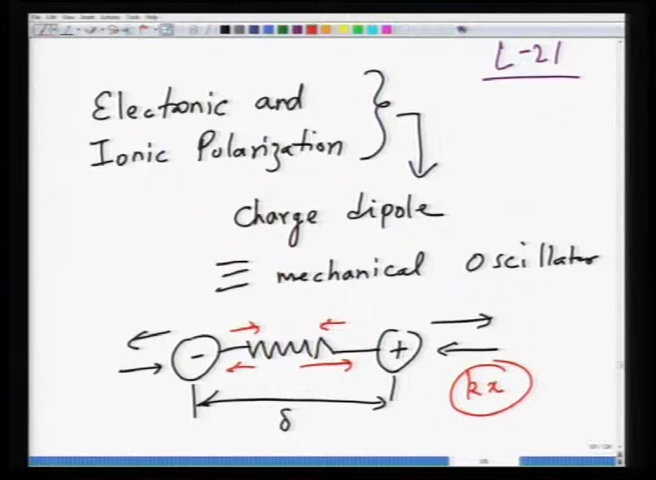 L-21
Electonic and
Ionic Polarization
Charge dipole
≡ mechanical Oscillator
- +
kx
δ